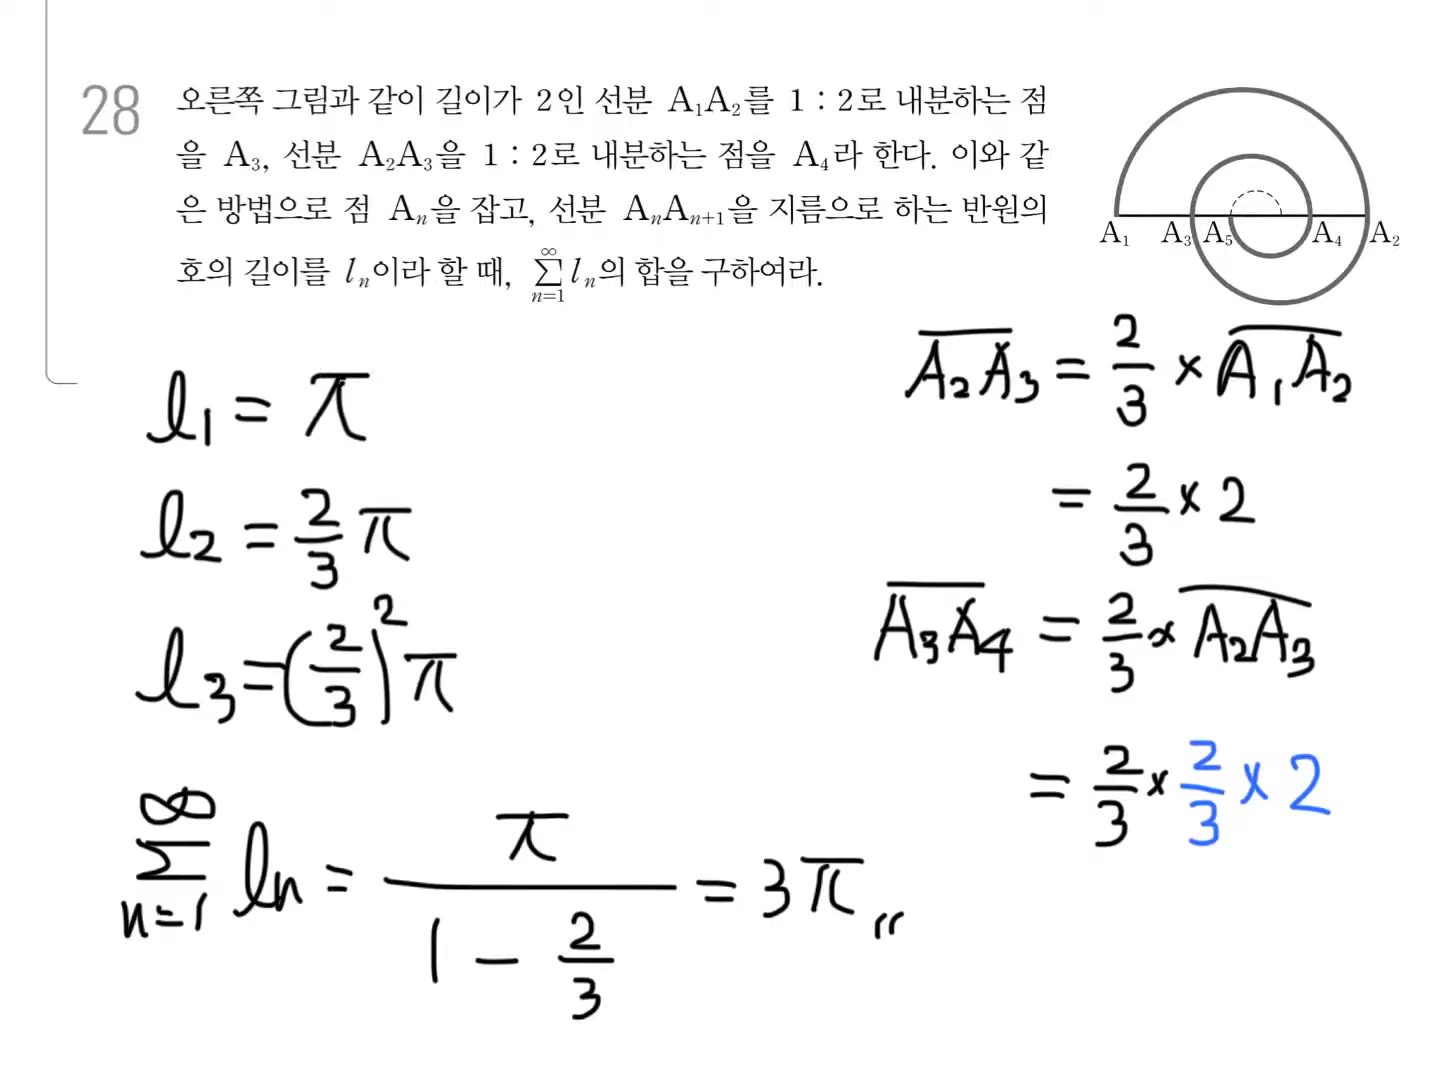 28 오른쪽 그림과 같이 길이가 2인 선분 A₁A₂를 1 : 2로 내분하는 점
을 A₃, 선분 A₂A₃을 1 : 2로 내분하는 점을 A₄라 한다. 이와 같
은 방법으로 점 Aₙ을 잡고, 선분 AₙAₙ₊₁을 지름으로 하는 반원의
호의 길이를 lₙ이라 할 때, ∑_{n=1}^{∞} lₙ의 합을 구하여라.
A₁ A₃ A₅ A₄ A₂
l₁ = π
l₂ = 2/3 π
l₃ = (2/3)² π
∑_{n=1}^{∞} lₙ = π/(1 - 2/3) = 3π〃
A₂A₃ = 2/3 × A₁A₂
= 2/3 × 2
A₃A₄ = 2/3 × A₂A₃
= 2/3 × 2/3 × 2